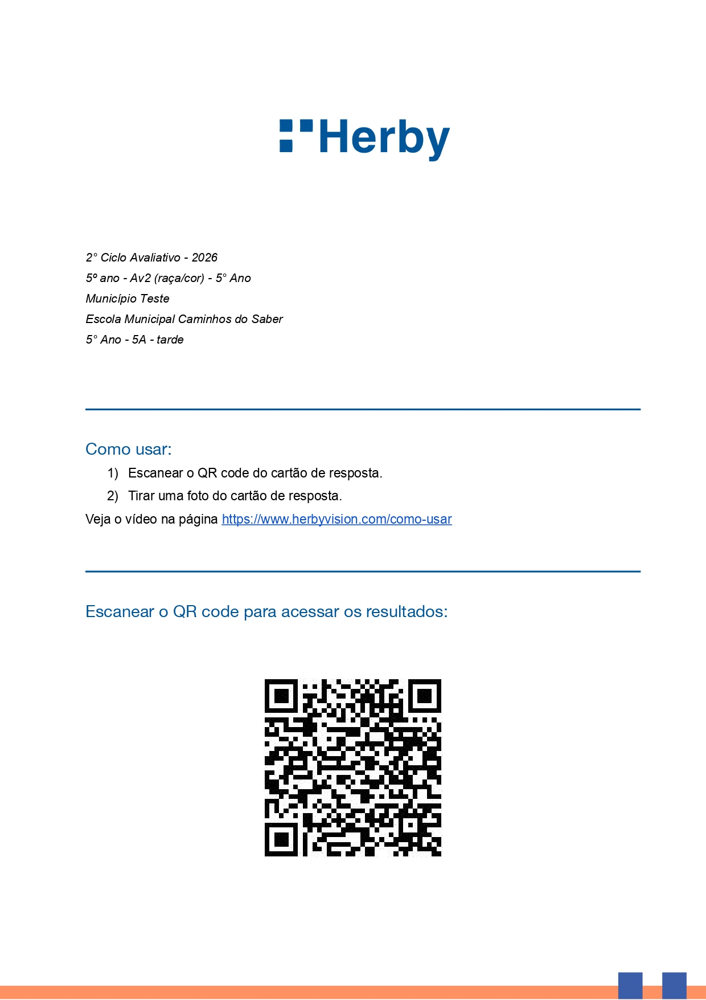 Herby
2° Ciclo Avaliativo - 2026
5º ano - Av2 (raça/cor) - 5° Ano
Município Teste
Escola Municipal Caminhos do Saber
5° Ano - 5A - tarde
Como usar:
1) Escanear o QR code do cartão de resposta.
2) Tirar uma foto do cartão de resposta.
Veja o vídeo na página https://www.herbyvision.com/como-usar
Escanear o QR code para acessar os resultados: